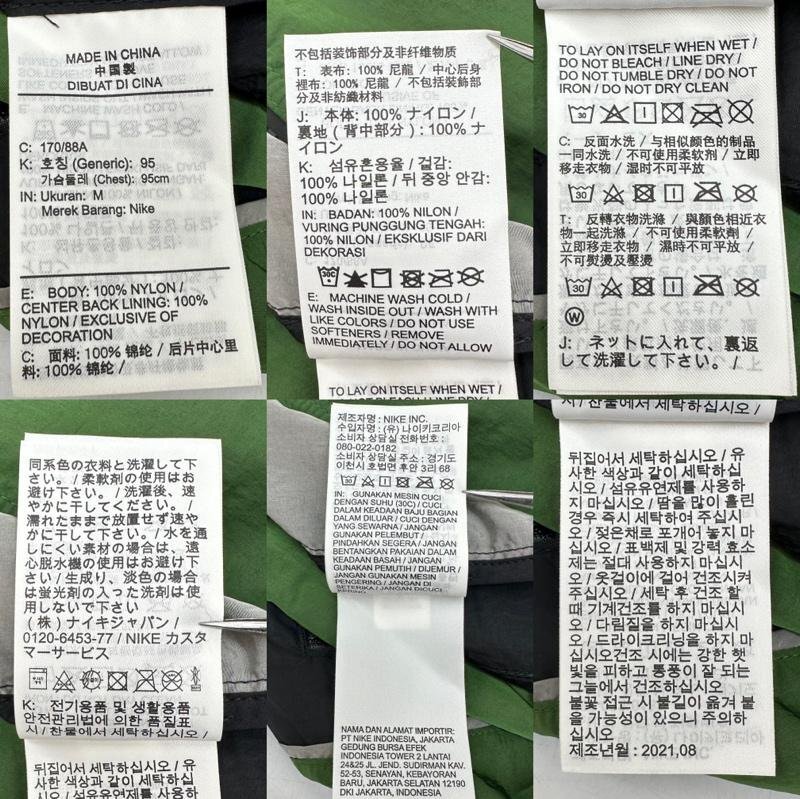 MADE IN CHINA
中国製
DIBUAT DI CINA
C: 170/88A
K: 호칭 (Generic): 95
가슴둘레 (Chest): 95cm
IN: Ukuran: M
Merek Barang: Nike
E: BODY: 100% NYLON /
CENTER BACK LINING: 100%
NYLON / EXCLUSIVE OF
DECORATION
C: 面料: 100% 锦纶 / 后片中心里
料: 100% 锦纶 /
不包括装饰部分及非纤维物质
T: 表布: 100% 尼龍 / 中心后身
裡布: 100% 尼龍 / 不包括裝飾部
分及非紡織材料
J: 本体: 100% ナイロン /
裏地 (背中部分) : 100% ナ
イロン
K: 섬유혼용율 / 겉감:
100% 나일론 / 뒤 중앙 안감:
100% 나일론
IN: BADAN: 100% NILON /
VURING PUNGGUNG TENGAH:
100% NILON / EKSKLUSIF DARI
DEKORASI
30C
E: MACHINE WASH COLD /
WASH INSIDE OUT / WASH WITH
LIKE COLORS / DO NOT USE
SOFTENERS / REMOVE
IMMEDIATELY / DO NOT ALLOW
TO LAY ON ITSELF WHEN WET /
TO LAY ON ITSELF WHEN WET /
DO NOT BLEACH / LINE DRY /
DO NOT TUMBLE DRY / DO NOT
IRON / DO NOT DRY CLEAN
30
C: 反面水洗 / 与相似颜色的制品
一同水洗 / 不可使用柔软剂 / 立即
移走衣物 / 湿时不可平放
30
T: 反轉衣物洗滌 / 與顏色相近衣
物一起洗滌 / 不可使用柔軟劑 /
立即移走衣物 / 濕時不可平放 /
不可熨燙及壓燙
30
W
J: ネットに入れて、裏返
して洗濯して下さい。 /
同系色の衣料と洗濯して下
さい。 / 柔軟剤の使用はお
避け下さい。 / 洗濯後、速
やかに干してください。 /
濡れたままで放置せず速や
かに干して下さい。 / 水を通
しにくい素材の場合は、遠
心脱水機の使用はお避け下
さい / 生成り、淡色の場合
は蛍光剤の入った洗剤は使
用しないで下さい
(株) ナイキジャパン /
0120-6453-77 / NIKE カスタ
マーサービス
K: 전기용품 및 생활용품
안전관리법에 의한 품질표
시 / 찬물에서 세탁하십시오 /
뒤집어서 세탁하십시오 / 유
사한 색상과 같이 세탁하십
제조자명 : NIKE INC.
수입자명 : (유) 나이키코리아
소비자 상담실 전화번호 :
080-022-0182
소비자 상담실 주소 : 경기도
이천시 호법면 후안 3리 68
30
IN: GUNAKAN MESIN CUCI
DENGAN SUHU (30C) / CUCI
DALAM KEADAAN BAJU BAGIAN
DALAM DILUAR / CUCI DENGAN
YANG SEWARNA / JANGAN
GUNAKAN PELEMBUT /
PINDAHKAN SEGERA / JANGAN
BENTANGKAN PAKAIAN DALAM
KEADAAN BASAH / JANGAN
GUNAKAN PEMUTIH / DIJEMUR /
JANGAN GUNAKAN MESIN
PENGERING / JANGAN DI
SETERIKA / JANGAN DICUCI
NAMA DAN ALAMAT IMPORTIR:
PT NIKE INDONESIA, JAKARTA
GEDUNG BURSA EFEK
INDONESIA TOWER 2 LANTAI
24&25 JL. JEND. SUDIRMAN KAV.
52-53, SENAYAN, KEBAYORAN
BARU, JAKARTA SELATAN 12190
DKI JAKARTA, INDONESIA
시 / 찬물에서 세탁하십시오 /
뒤집어서 세탁하십시오 / 유
사한 색상과 같이 세탁하십
시오 / 섬유유연제를 사용하
지 마십시오 / 땀을 많이 흘린
경우 즉시 세탁하여 주십시
오 / 젖은채로 포개어 놓지 마
십시오 / 표백제 및 강력 효소
제는 절대 사용하지 마십시
오 / 옷걸이에 걸어 건조시켜
주십시오 / 세탁 후 건조 할
때 기계건조를 하지 마십시
오 / 다림질을 하지 마십시
오 / 드라이크리닝을 하지 마
십시오건조 시에는 강한 햇
빛을 피하고 통풍이 잘 되는
그늘에서 건조하십시오
불꽃 접근 시 불길이 옮겨 붙
을 가능성이 있으니 주의하
십시오
제조년월 : 2021.08